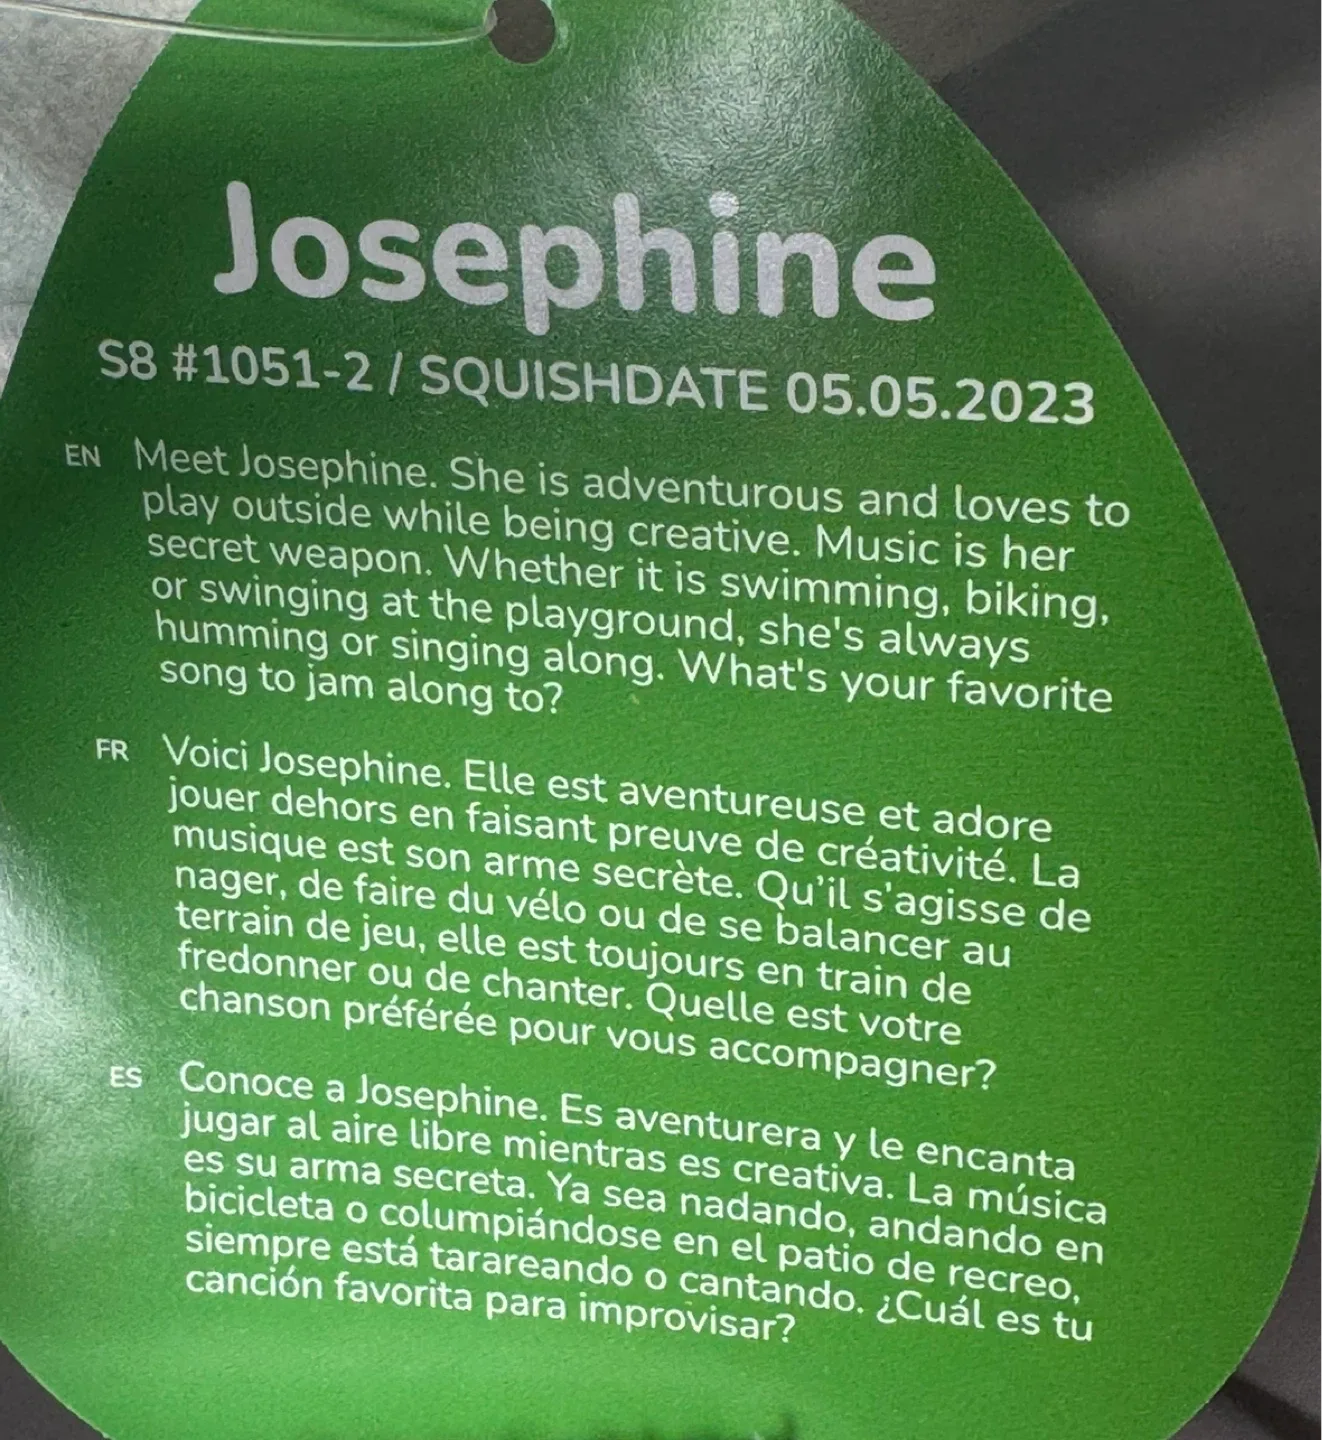 Josephine
S8 #1051-2 / SQUISHDATE 05.05.2023
EN Meet Josephine. She is adventurous and loves to
play outside while being creative. Music is her
secret weapon. Whether it is swimming, biking,
or swinging at the playground, she's always
humming or singing along. What's your favorite
song to jam along to?
FR Voici Josephine. Elle est aventureuse et adore
jouer dehors en faisant preuve de créativité. La
musique est son arme secrète. Qu'il s'agisse de
nager, de faire du vélo ou de se balancer au
terrain de jeu, elle est toujours en train de
fredonner ou de chanter. Quelle est votre
chanson préférée pour vous accompagner?
ES Conoce a Josephine. Es aventurera y le encanta
jugar al aire libre mientras es creativa. La música
es su arma secreta. Ya sea nadando, andando en
bicicleta o columpiándose en el patio de recreo,
siempre está tarareando o cantando. ¿Cuál es tu
canción favorita para improvisar?